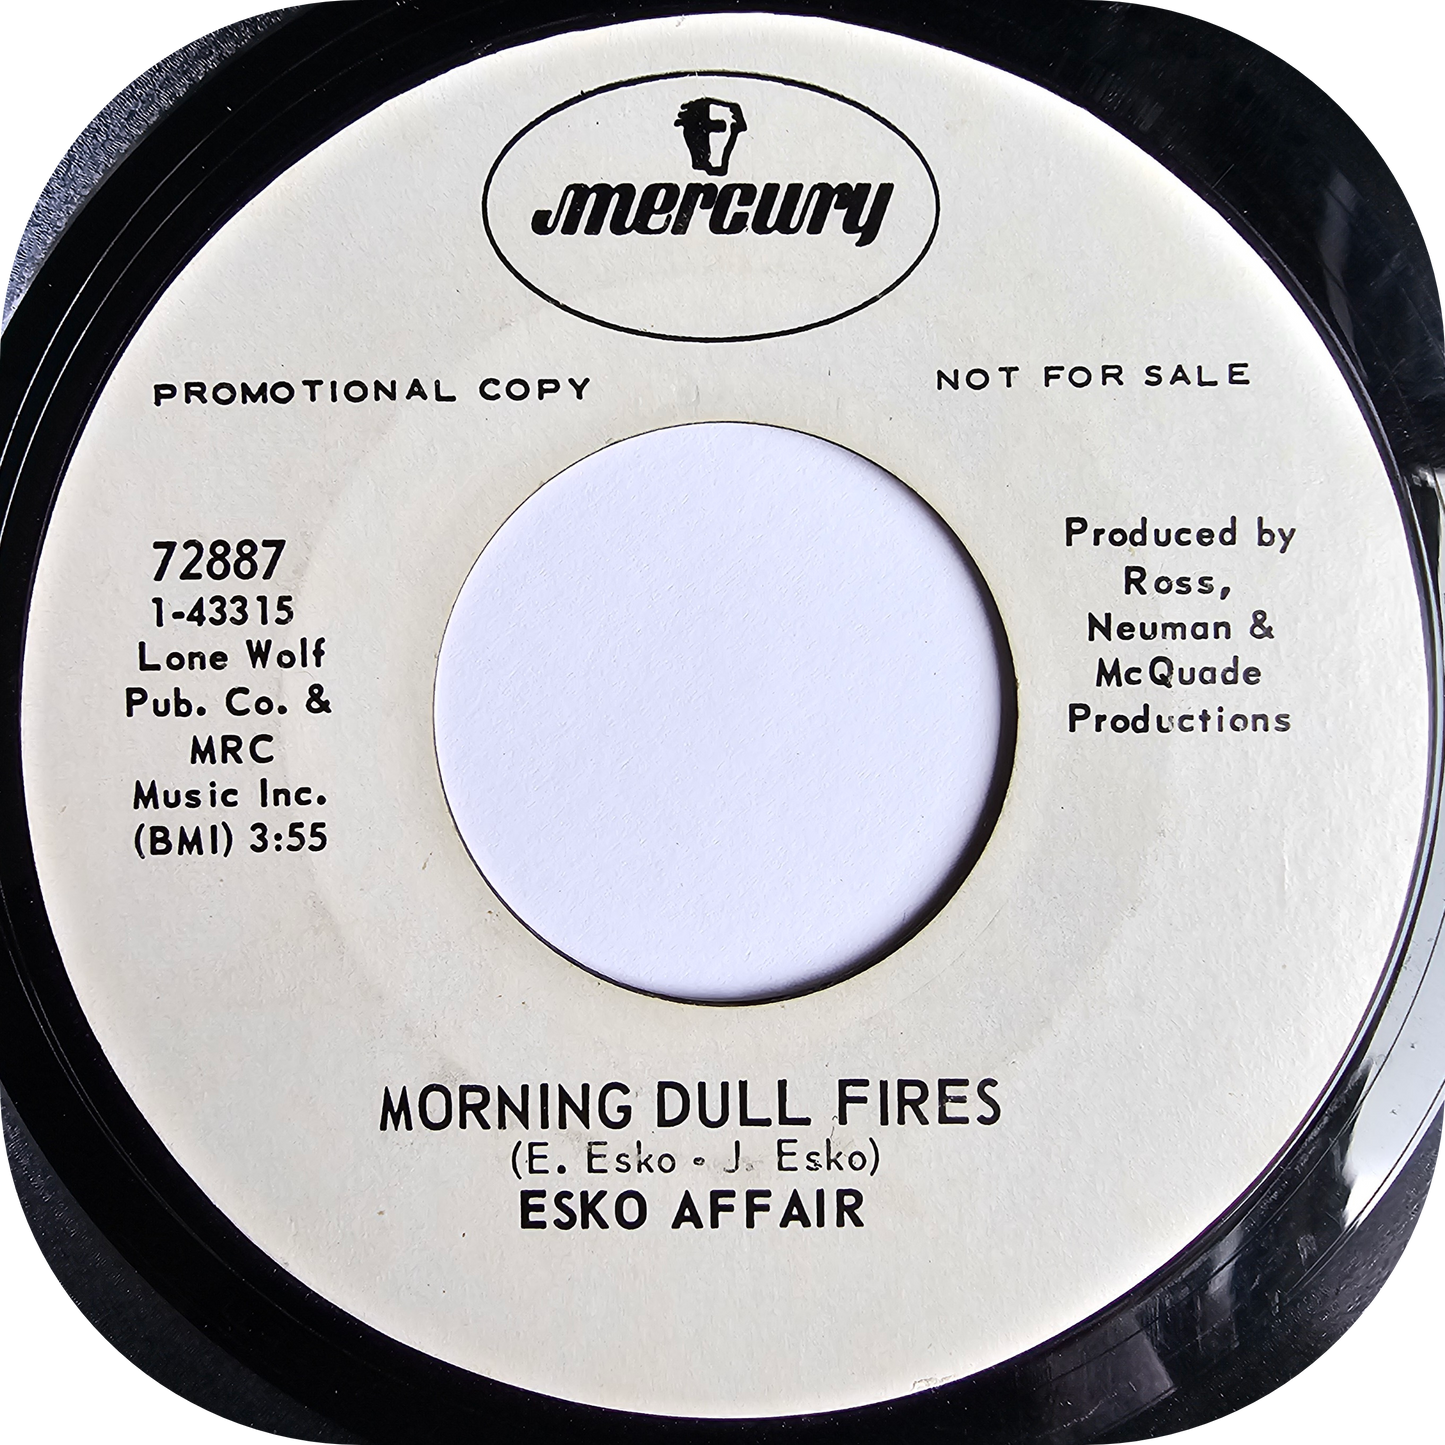 mercury
PROMOTIONAL COPY
NOT FOR SALE
72887
1-43315
Lone Wolf
Pub. Co. &
MRC
Music Inc.
(BMI) 3:55
Produced by
Ross,
Neuman &
McQuade
Productions
MORNING DULL FIRES
(E. Esko - J. Esko)
ESKO AFFAIR